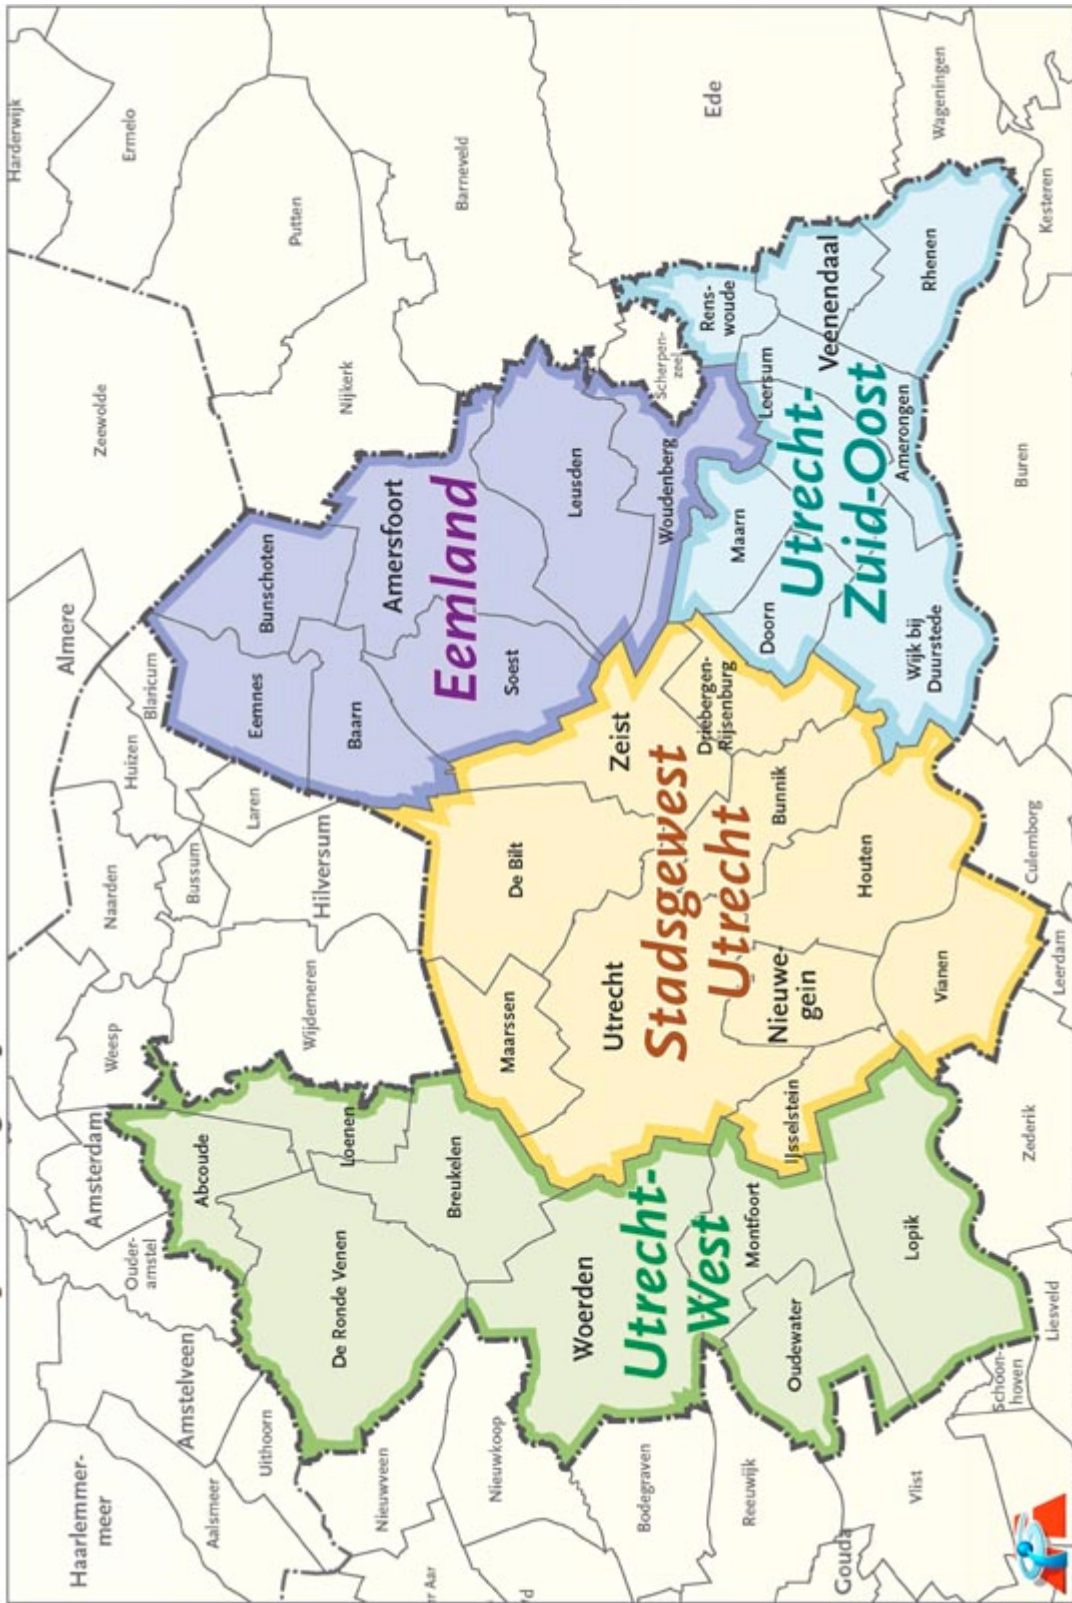 Haarlemmer-
meer
Aalsmeer
Amstelveen
Uithoorn
Ouder-
amstel
Amsterdam
Weesp
Naarden
Bussum
Huizen
Blaricum
Laren
Hilversum
Wijdemeren
Almere
Zeewolde
Harderwijk
Ermelo
Putten
Nijkerk
Barneveld
Nieuwveen
Nieuwkoop
er Aar
Bodegraven
Reeuwijk
Gouda
Vlist
Schoon-
hoven
Liesveld
Zederik
Leerdam
Culemborg
Buren
Kesteren
Wageningen
Ede
Scherpen-
zeel
Abcoude
De Ronde Venen
Loenen
Breukelen
Woerden
Utrecht-
West
Montfoort
Oudewater
Lopik
Maarssen
De Bilt
Utrecht
Zeist
Stadsgewest
Utrecht
Driebergen-
Rijsenburg
Bunnik
Nieuwe-
gein
IJsselstein
Houten
Vianen
Eemnes
Bunschoten
Baarn
Amersfoort
Eemland
Soest
Leusden
Woudenberg
Maarn
Doorn
Leersum
Rens-
woude
Veenendaal
Utrecht-
Zuid-Oost
Amerongen
Rhenen
Wijk bij
Duurstede